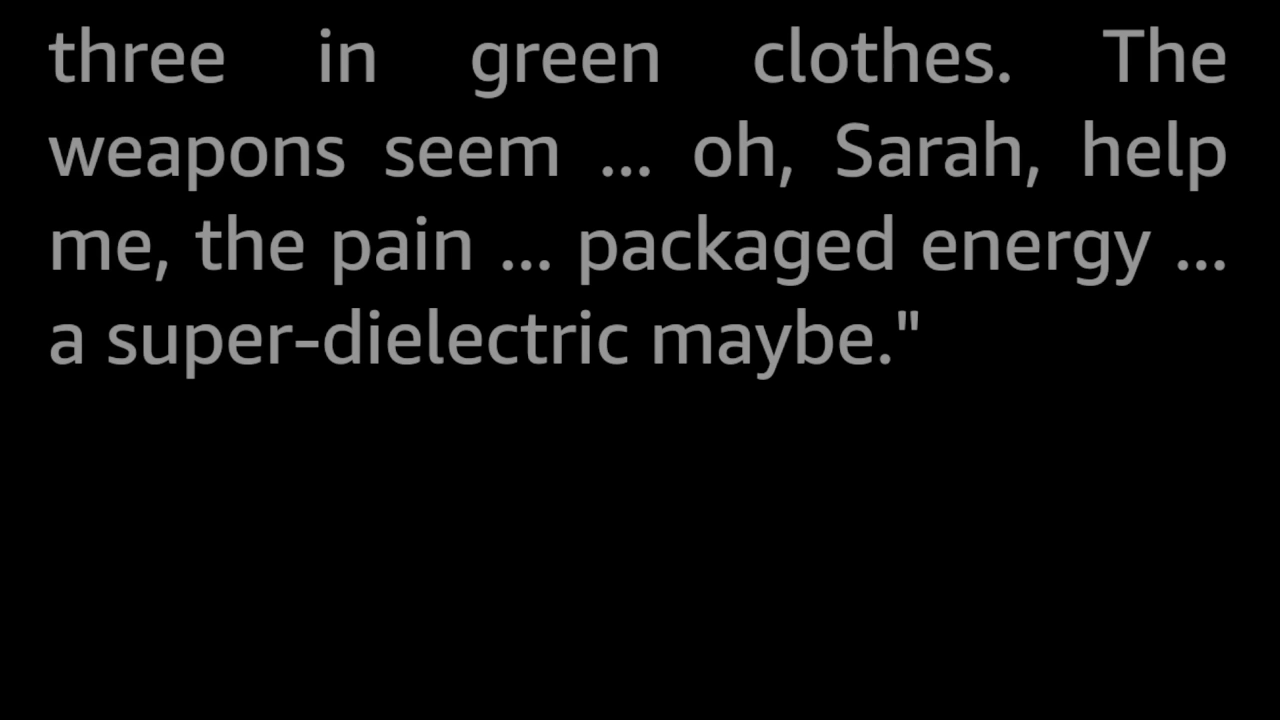 three in green clothes. The
weapons seem ... oh, Sarah, help
me, the pain ... packaged energy ...
a super-dielectric maybe."